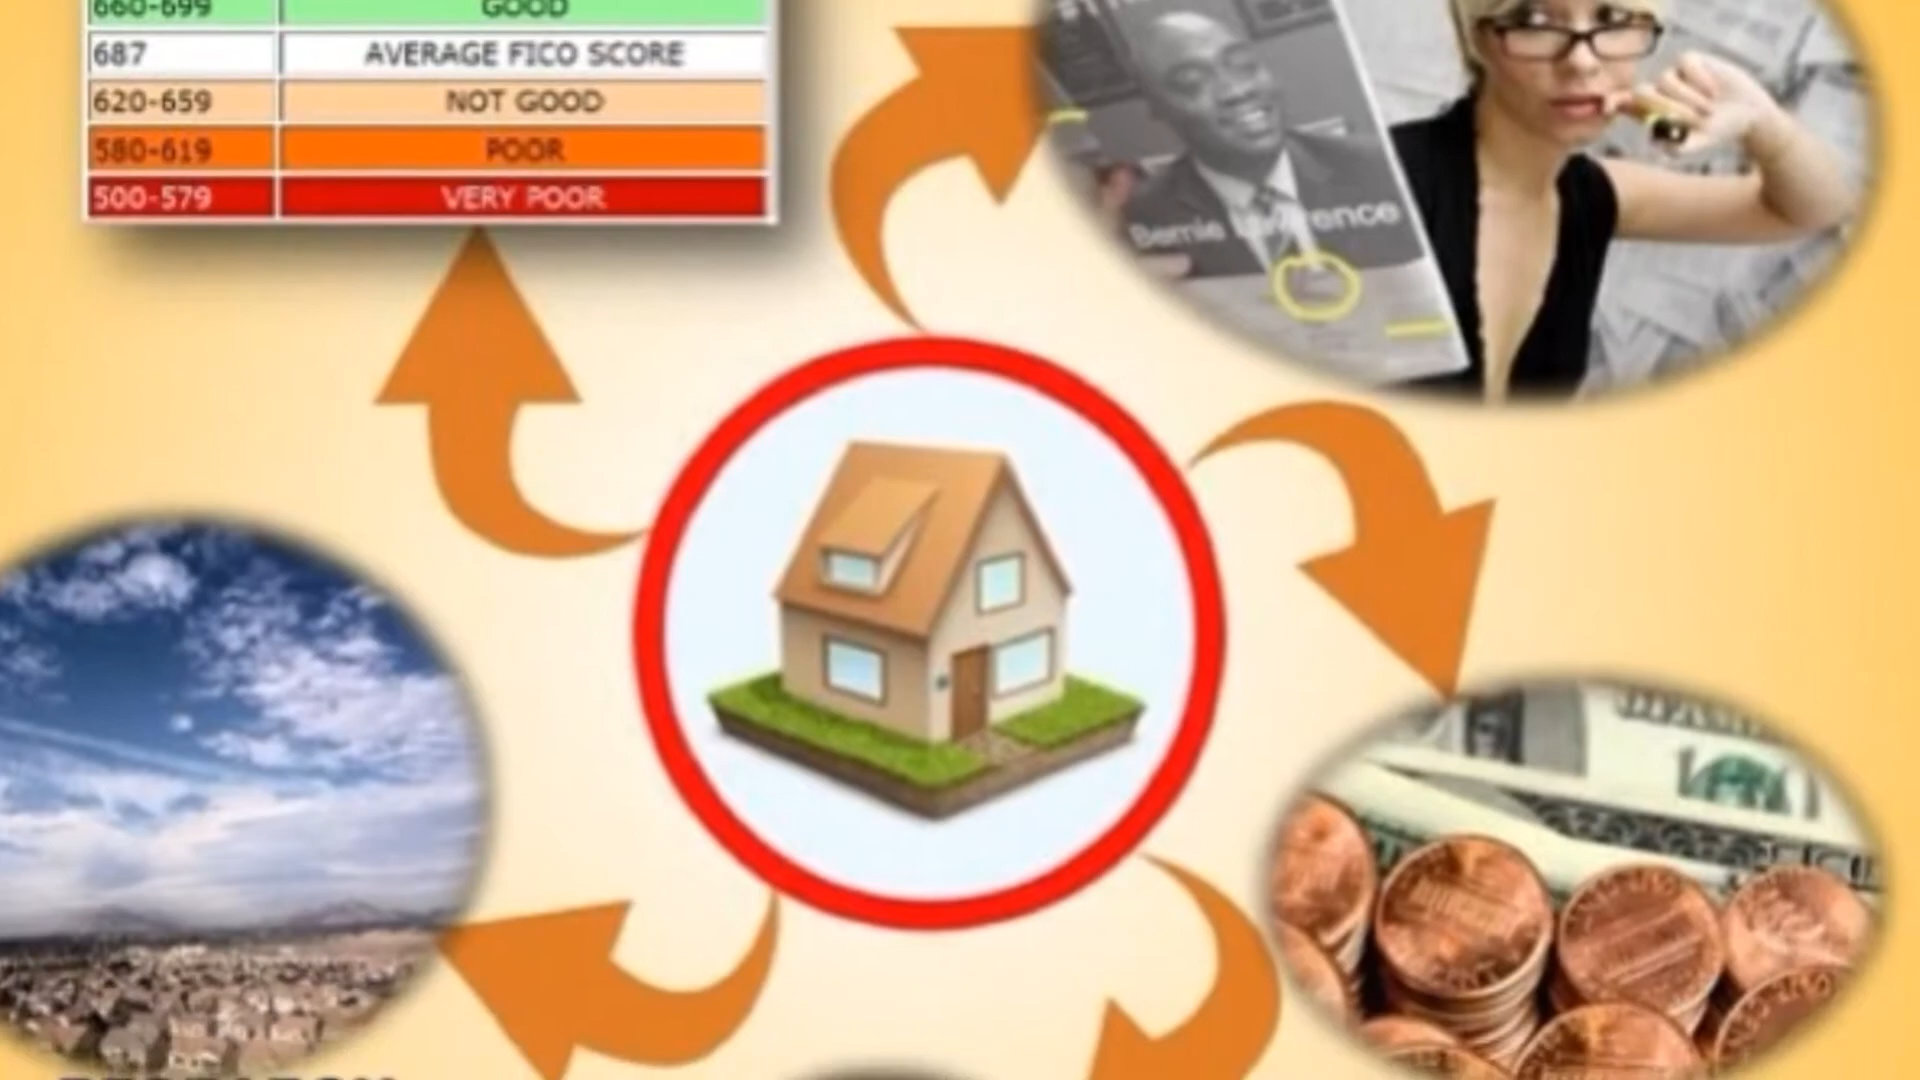 660-699 GOOD
687 AVERAGE FICO SCORE
620-659 NOT GOOD
580-619 POOR
500-579 VERY POOR
Bernie Lawrence